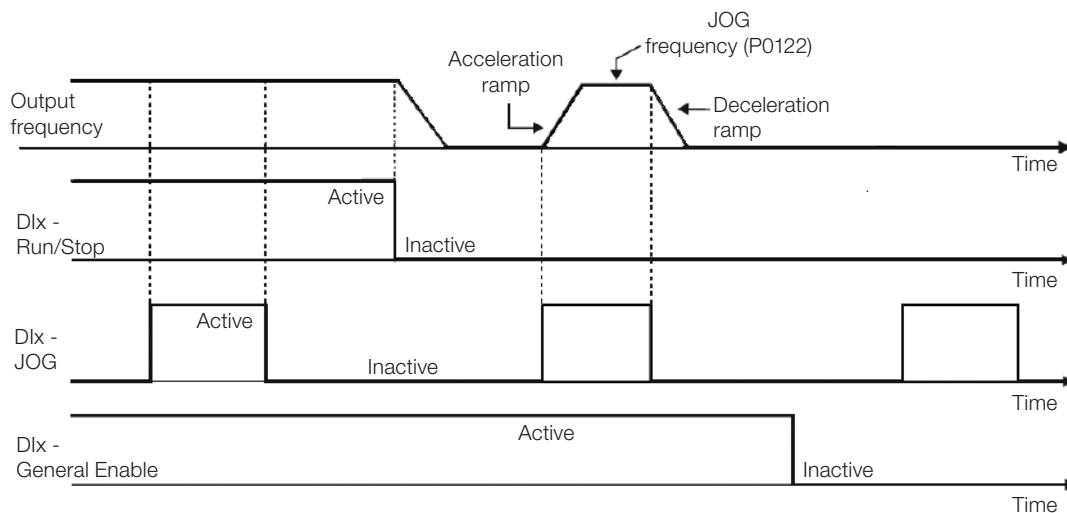 JOG
frequency (P0122)
Acceleration
ramp
Output
frequency
Deceleration
ramp
Time
Active
DIx -
Run/Stop
Inactive
Time
Active
DIx -
JOG
Inactive
Time
Active
DIx -
General Enable
Inactive
Time